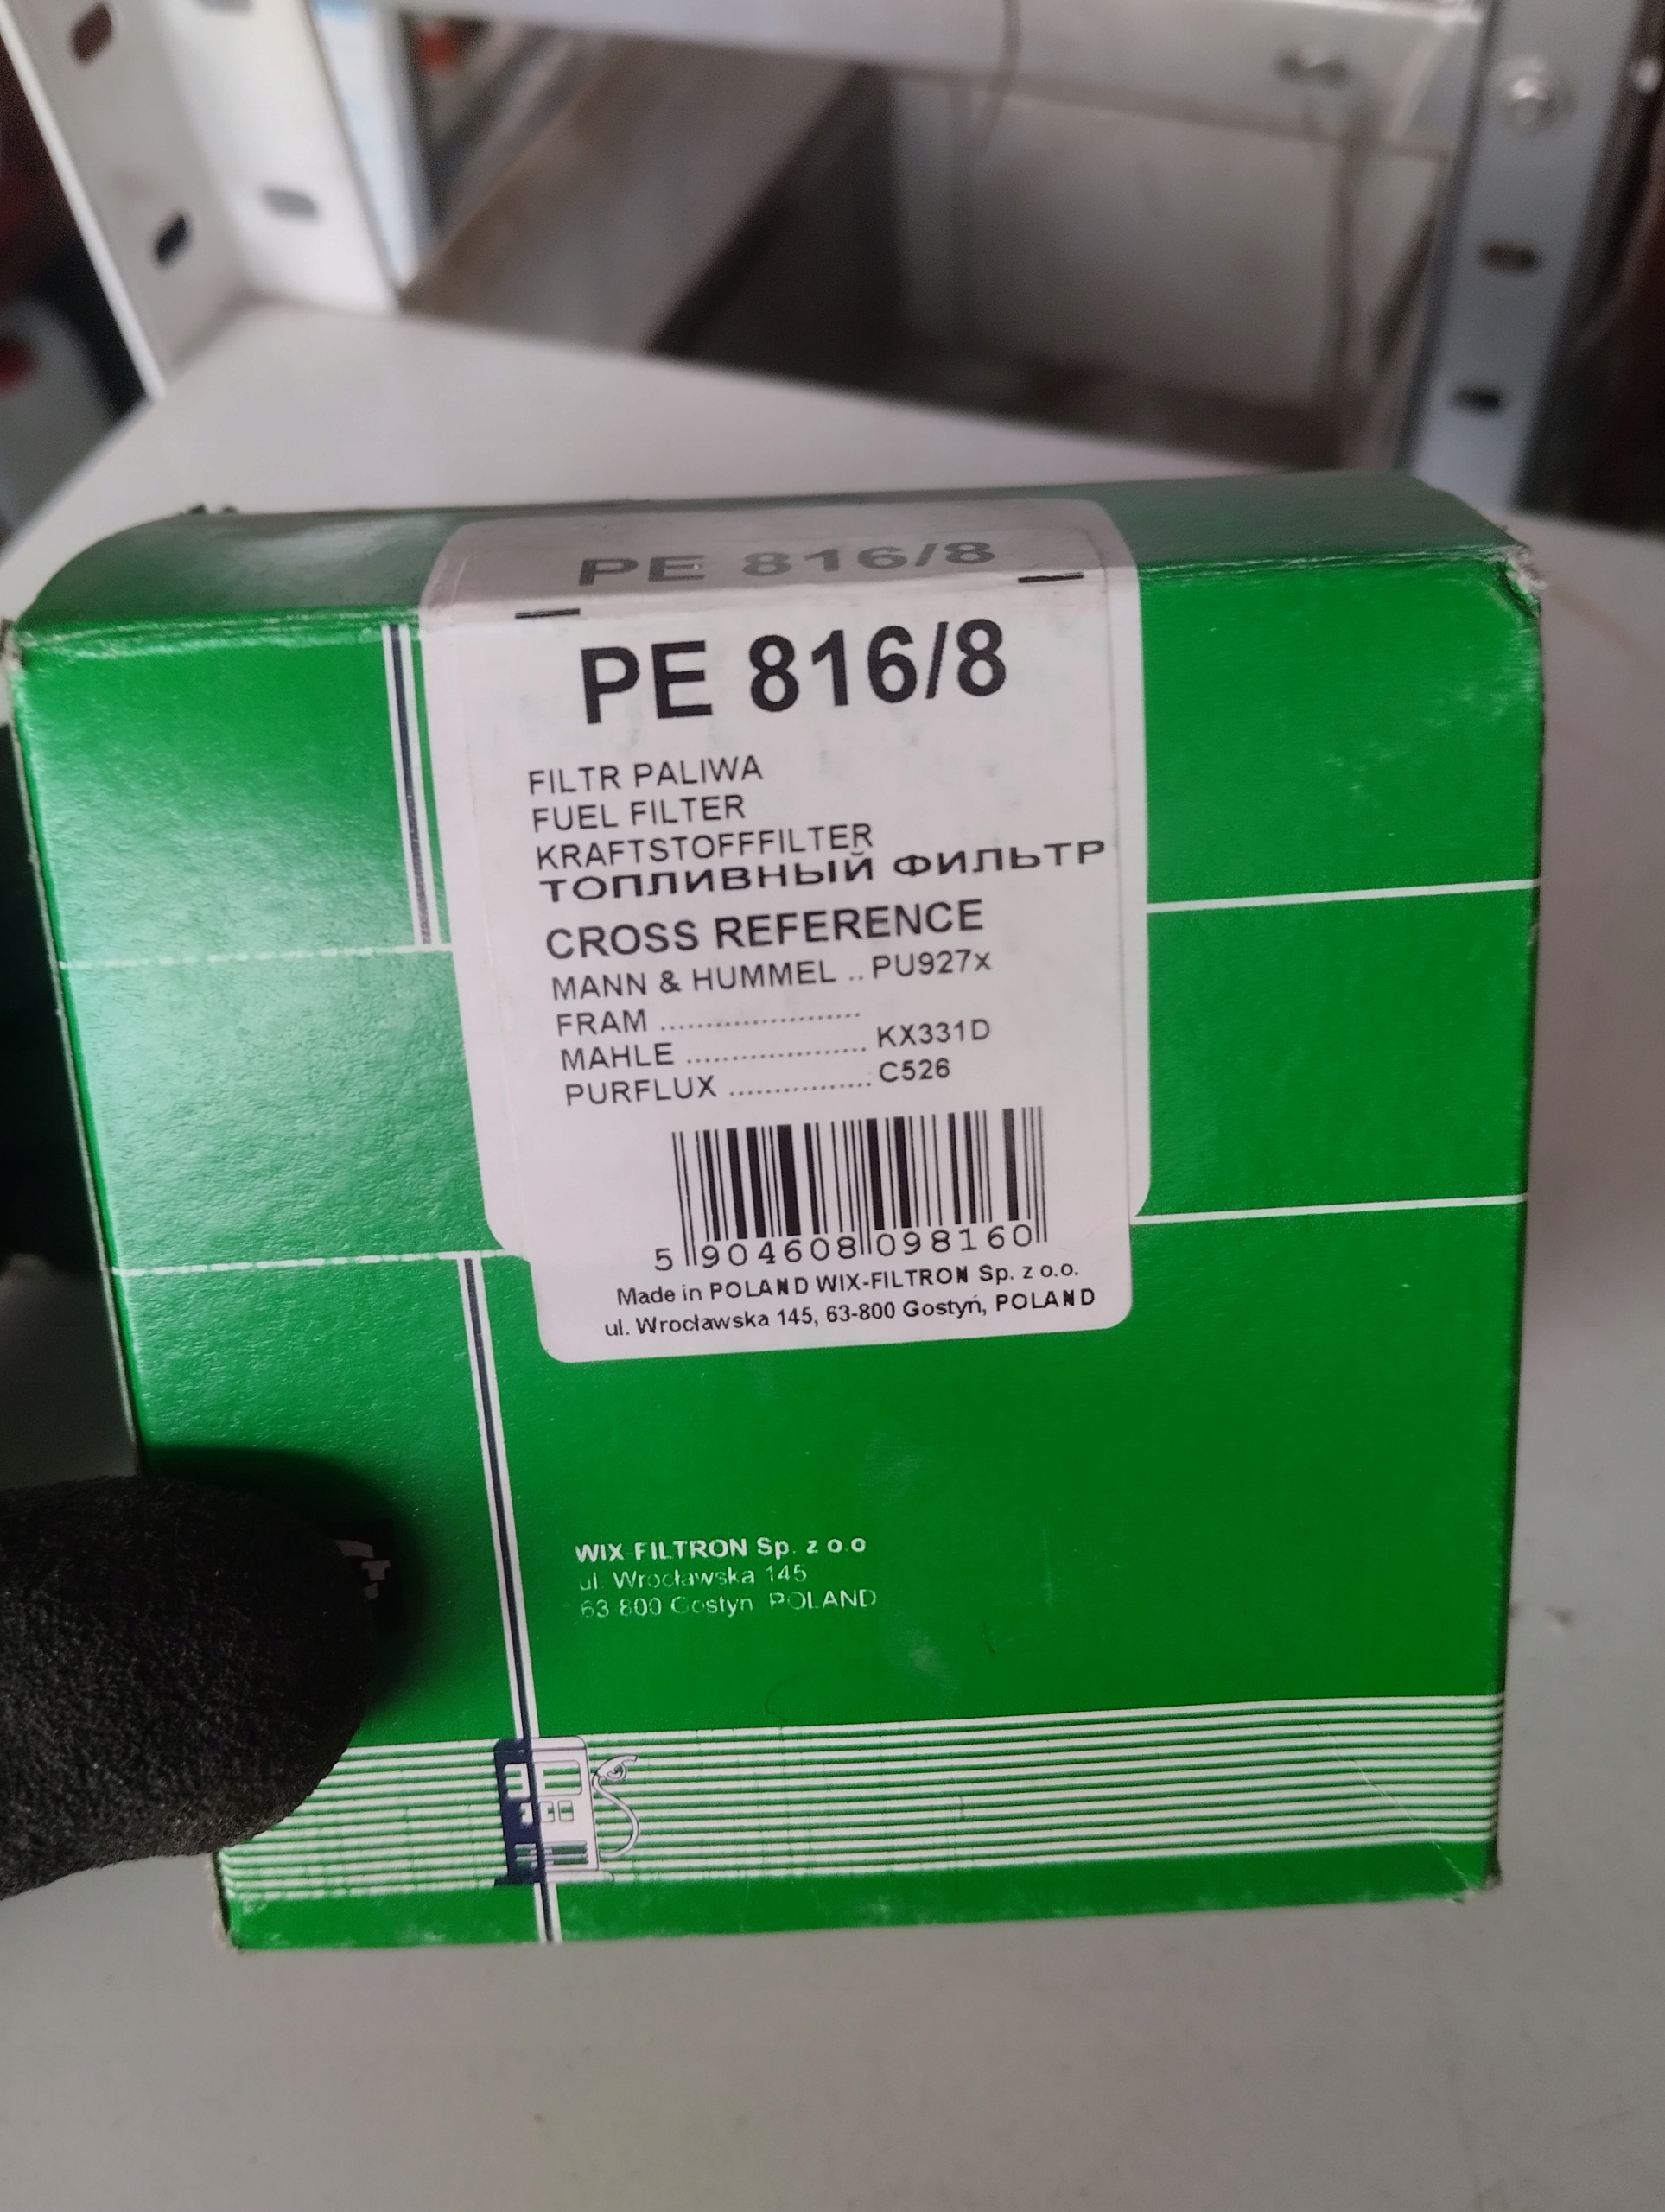 PE 816/8
PE 816/8
FILTR PALIWA
FUEL FILTER
KRAFTSTOFFFILTER
ТОПЛИВНЫЙ ФИЛЬТР
CROSS REFERENCE
MANN & HUMMEL .. PU927x
FRAM ......................
MAHLE .................... KX331D
PURFLUX ................ C526
5 904608 098160
Made in POLAND WIX-FILTRON Sp. z o.o.
ul. Wrocławska 145, 63-800 Gostyń, POLAND
WIX-FILTRON Sp. z o.o
ul. Wrocławska 145
63 800 Gostyn POLAND